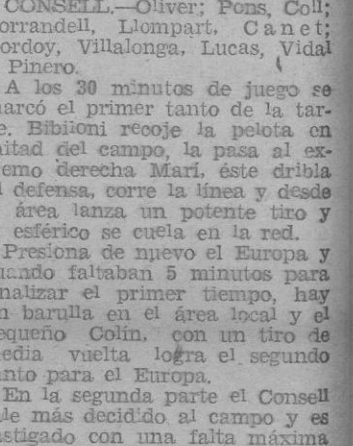 CONSELL.—Oliver; Pons, Coll;
orrandell, Llompart, Canet;
ordoy, Villalonga, Lucas, Vidal
Pinero.
A los 30 minutos de juego se
arcó el primer tanto de la tar-
e. Bibiloni recoje la pelota en
itad del campo, la pasa al ex-
emo derecha Marí, éste dribla
l defensa, corre la línea y desde
área lanza un potente tiro y
esférico se cuela en la red.
Presiona de nuevo el Europa y
uando faltaban 5 minutos para
nalizar el primer tiempo, hay
n barulla en el área local y el
equeño Colín, con un tiro de
edia vuelta logra el segundo
nto para el Europa.
En la segunda parte el Consell
le más decidido al campo y es
stigado con una falta máxima